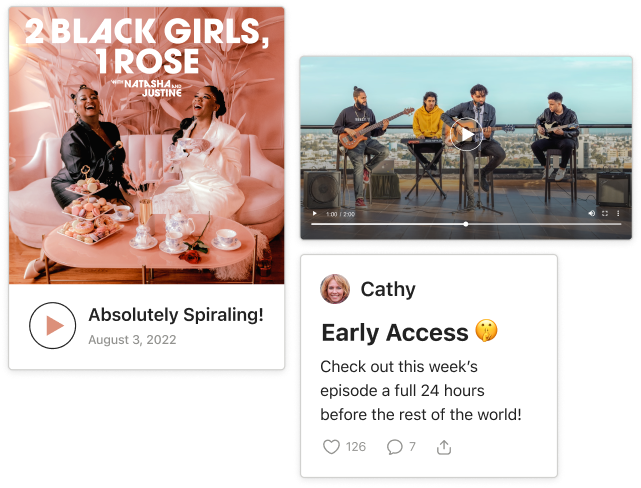 2 BLACK GIRLS,
1 ROSE
WITH NATASHA AND
JUSTINE
Absolutely Spiraling!
August 3, 2022
1:00 / 2:00
Cathy
Early Access 🤫
Check out this week’s
episode a full 24 hours
before the rest of the world!
126 7